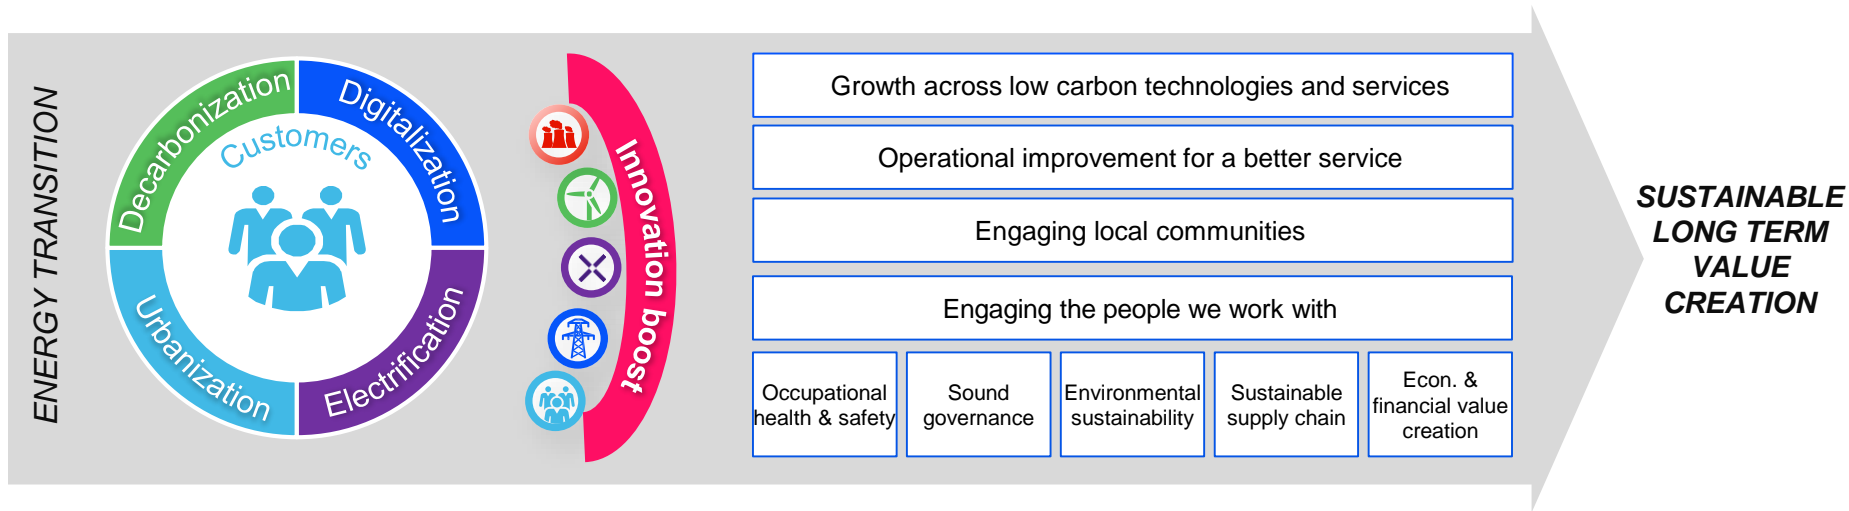 ENERGY TRANSITION
Decarbonization
Digitalization
Customers
Urbanization
Electrification
Innovation boost
Growth across low carbon technologies and services
Operational improvement for a better service
Engaging local communities
Engaging the people we work with
Occupational
health & safety
Sound
governance
Environmental
sustainability
Sustainable
supply chain
Econ. &
financial value
creation
SUSTAINABLE
LONG TERM
VALUE
CREATION